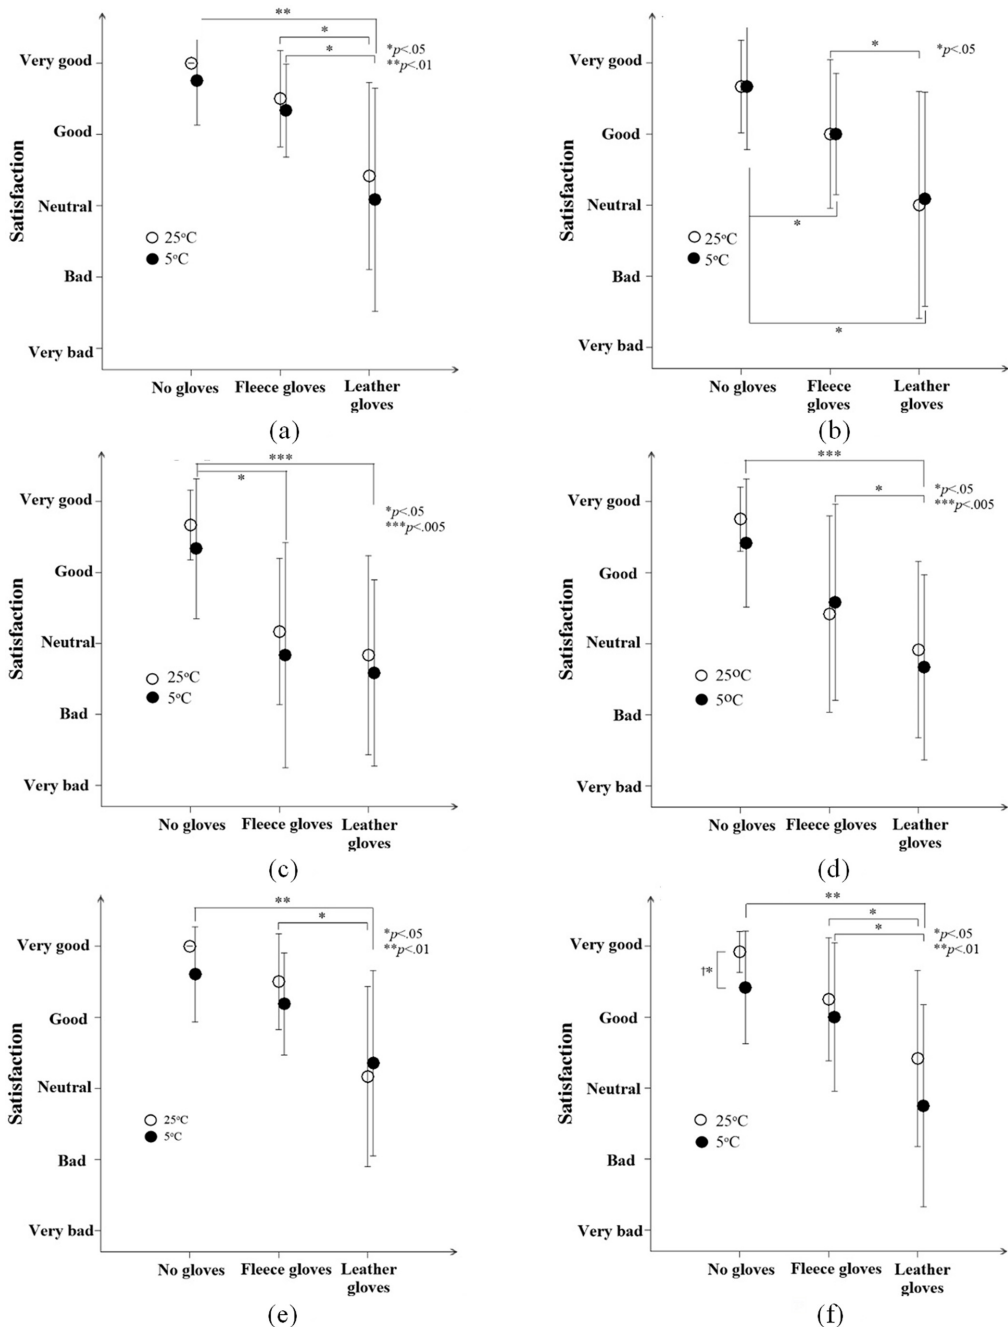 **
*
*
*p<.05
**p<.01
Very good
Good
Neutral
Bad
Very bad
Satisfaction
25°C
5°C
No gloves
Fleece gloves
Leather
gloves
(a)
*
*p<.05
Very good
Good
Neutral
Bad
Very bad
Satisfaction
*
25°C
5°C
*
No gloves
Fleece
gloves
Leather
gloves
(b)
***
*
*p<.05
***p<.005
Very good
Good
Neutral
Bad
Very bad
Satisfaction
25°C
5°C
No gloves
Fleece gloves
Leather
gloves
(c)
***
*
*p<.05
***p<.005
Very good
Good
Neutral
Bad
Very bad
Satisfaction
25°C
5°C
No gloves
Fleece gloves
Leather
gloves
(d)
**
*
*p<.05
**p<.01
Very good
Good
Neutral
Bad
Very bad
Satisfaction
25°C
5°C
No gloves
Fleece gloves
Leather
gloves
(e)
**
*
*
*p<.05
**p<.01
Very good
†*
Good
Neutral
Bad
Very bad
Satisfaction
25°C
5°C
No gloves
Fleece gloves
Leather
gloves
(f)